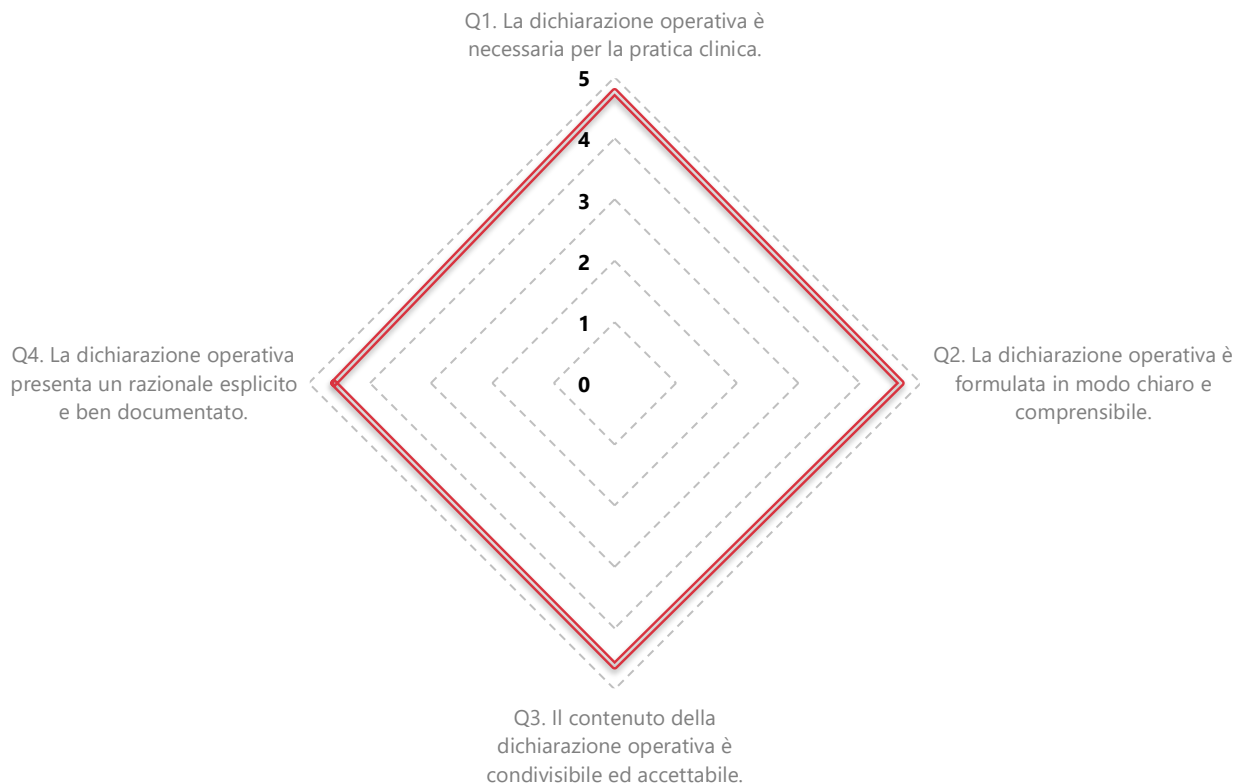 Q1. La dichiarazione operativa è
necessaria per la pratica clinica.
5
4
3
2
1
0
Q4. La dichiarazione operativa
presenta un razionale esplicito
e ben documentato.
Q2. La dichiarazione operativa è
formulata in modo chiaro e
comprensibile.
Q3. Il contenuto della
dichiarazione operativa è
condivisibile ed accettabile.